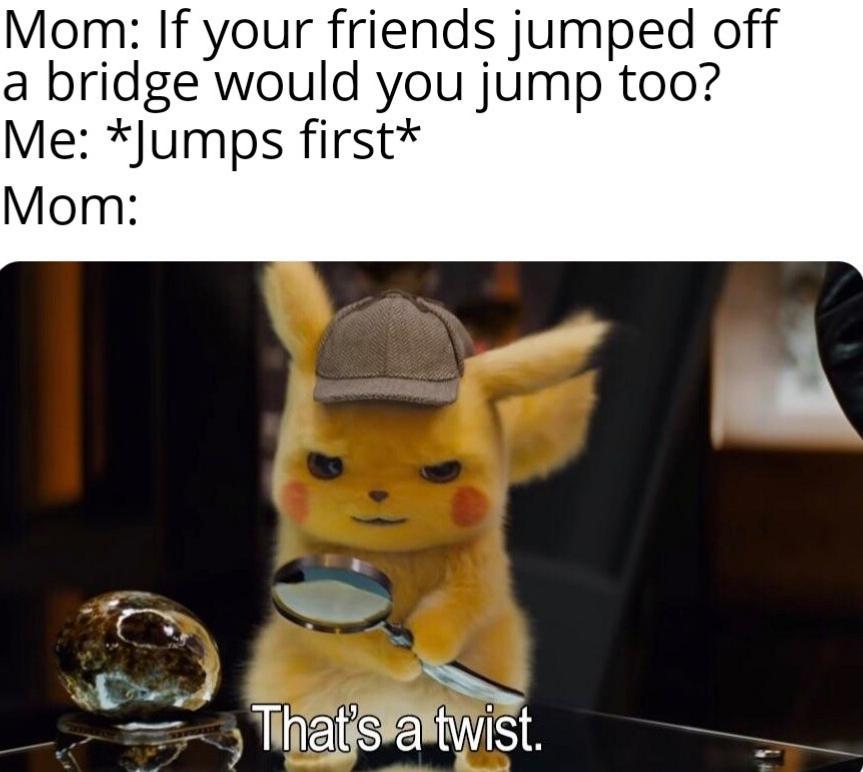 Mom: If your friends jumped off
a bridge would you jump too?
Me: *Jumps first*
Mom:
That's a twist.